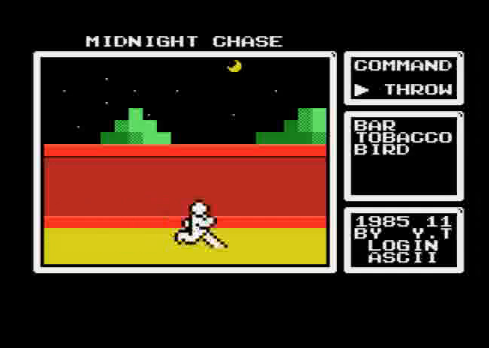 MIDNIGHT CHASE
COMMAND
▶ THROW
BAR
TOBACCO
BIRD
1985 11
BY Y.T
LOGIN
ASCII